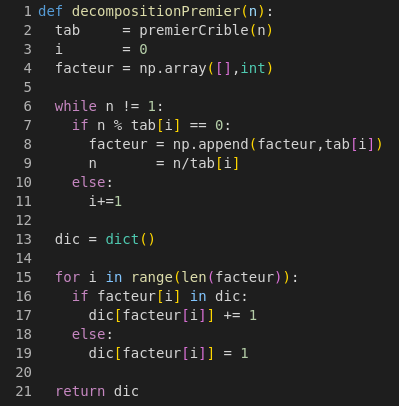 1 def decompositionPremier(n):
2   tab     = premierCrible(n)
3   i       = 0
4   facteur = np.array([],int)
5
6   while n != 1:
7     if n % tab[i] == 0:
8       facteur = np.append(facteur,tab[i])
9       n       = n/tab[i]
10     else:
11       i+=1
12
13   dic = dict()
14
15   for i in range(len(facteur)):
16     if facteur[i] in dic:
17       dic[facteur[i]] += 1
18     else:
19       dic[facteur[i]] = 1
20
21   return dic